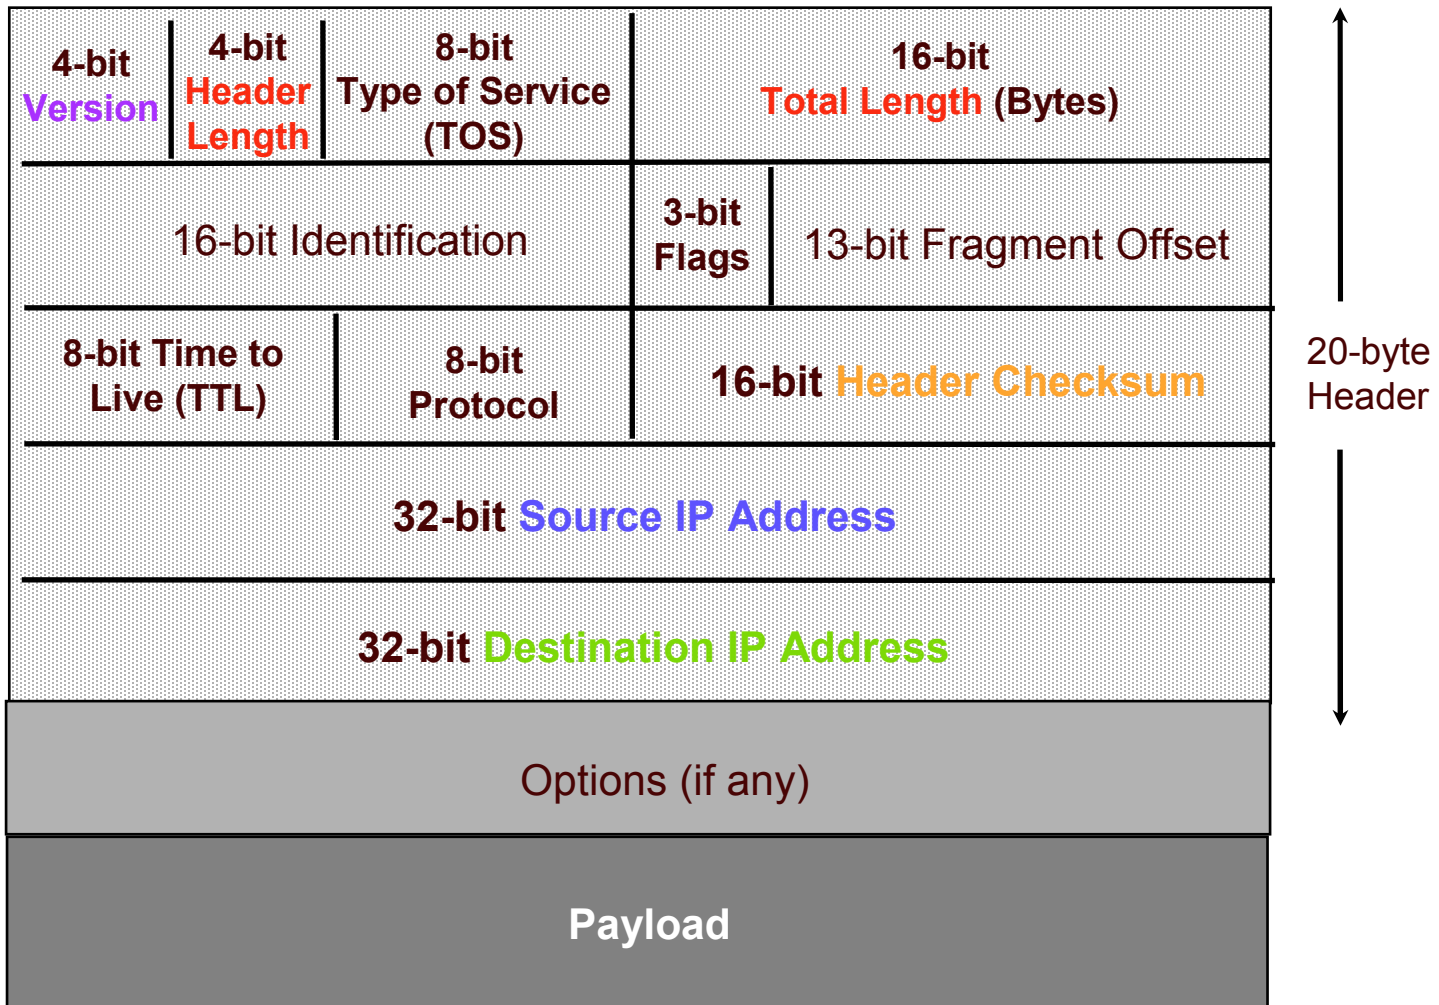 4-bit
Version
4-bit
Header
Length
8-bit
Type of Service
(TOS)
16-bit
Total Length (Bytes)
16-bit Identification
3-bit
Flags
13-bit Fragment Offset
8-bit Time to
Live (TTL)
8-bit
Protocol
16-bit Header Checksum
20-byte
Header
32-bit Source IP Address
32-bit Destination IP Address
Options (if any)
Payload